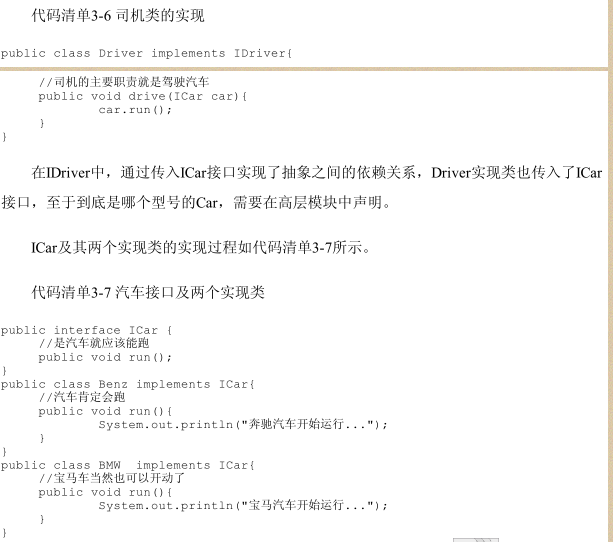 代码清单3-6 司机类的实现
public class Driver implements IDriver{
//司机的主要职责就是驾驶汽车
public void drive(ICar car){
car.run();
}
}
在IDriver中，通过传入ICar接口实现了抽象之间的依赖关系，Driver实现类也传入了ICar
接口，至于到底是哪个型号的Car，需要在高层模块中声明。
ICar及其两个实现类的实现过程如代码清单3-7所示。
代码清单3-7 汽车接口及两个实现类
public interface ICar {
//是汽车就应该能跑
public void run();
}
public class Benz implements ICar{
//汽车肯定会跑
public void run(){
System.out.println("奔驰汽车开始运行...");
}
}
public class BMW  implements ICar{
//宝马车当然也可以开动了
public void run(){
System.out.println("宝马汽车开始运行...");
}
}